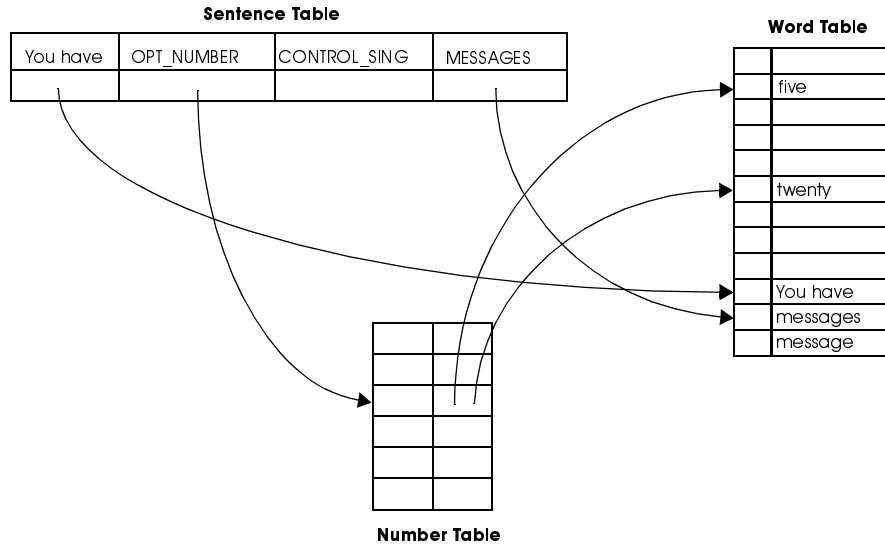 Sentence Table
You have OPT_NUMBER CONTROL_SING MESSAGES
Word Table
five
twenty
You have
messages
message
Number Table